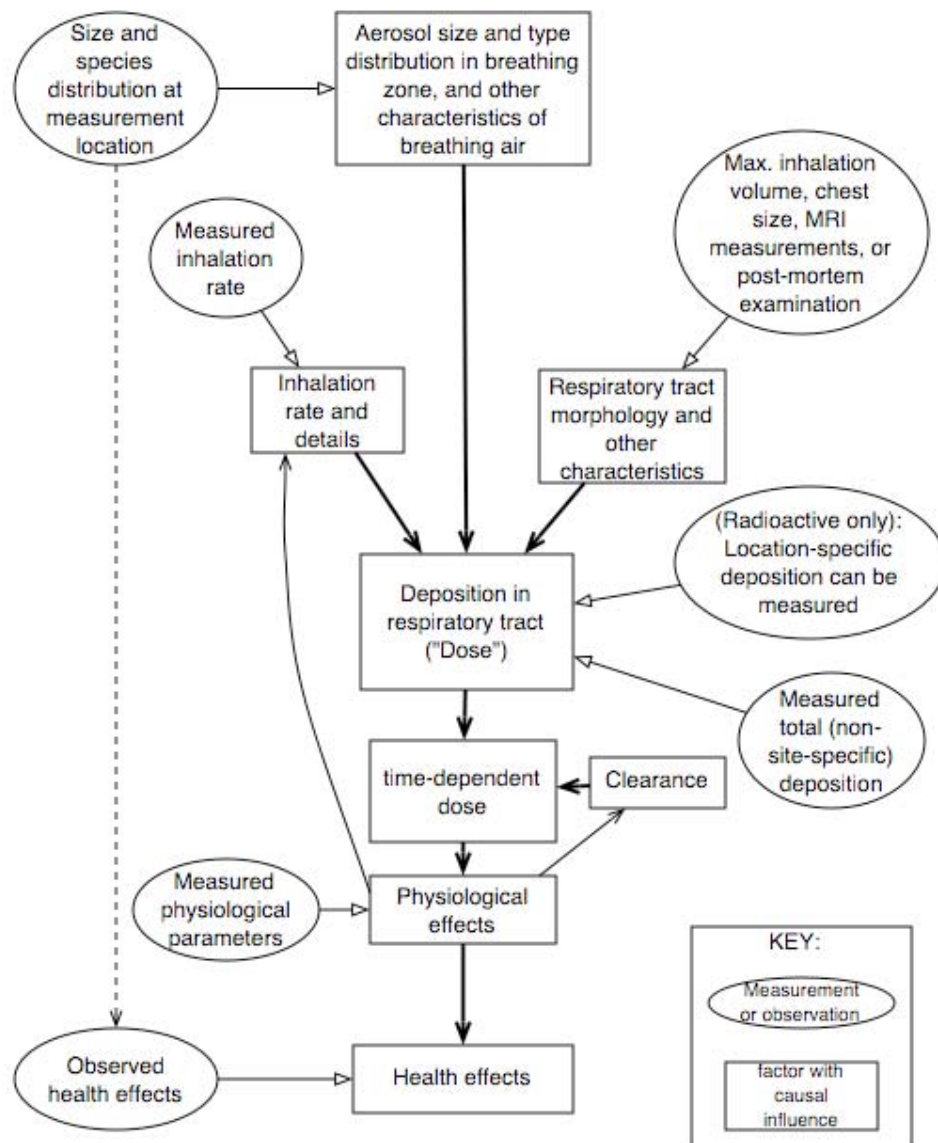 Size and
species
distribution at
measurement
location
Aerosol size and type
distribution in breathing
zone, and other
characteristics of
breathing air
Max. inhalation
volume, chest
size, MRI
measurements, or
post-mortem
examination
Measured
inhalation
rate
Inhalation
rate and
details
Respiratory tract
morphology and
other
characteristics
(Radioactive only):
Location-specific
deposition can be
measured
Deposition in
respiratory tract
("Dose")
Measured
total (non-
site-specific)
deposition
time-dependent
dose
Clearance
Measured
physiological
parameters
Physiological
effects
Observed
health effects
Health effects
KEY:
Measurement
or observation
factor with
causal
influence